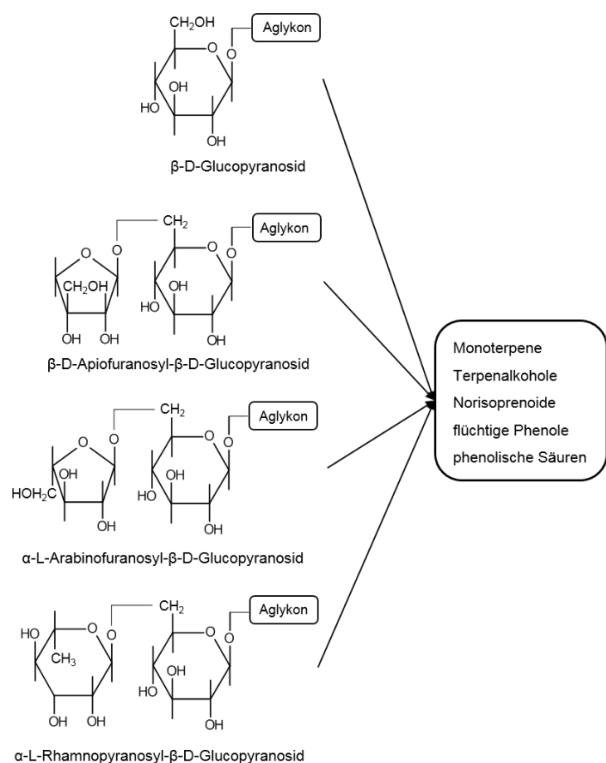 CH₂OH
Aglykon
O
O
OH
HO
OH
OH
β-D-Glucopyranosid
CH₂
Aglykon
O
O
O
O
CH₂OH
OH
HO
OH
OH
OH
OH
β-D-Apiofuranosyl-β-D-Glucopyranosid
Monoterpene
Terpenalkohole
Norisoprenoide
flüchtige Phenole
phenolische Säuren
CH₂
Aglykon
O
O
O
O
OH
OH
HOH₂C
HO
OH
OH
OH
α-L-Arabinofuranosyl-β-D-Glucopyranosid
CH₂
Aglykon
O
O
O
O
HO
CH₃
OH
HO
OH
OH
OH
OH
α-L-Rhamnopyranosyl-β-D-Glucopyranosid